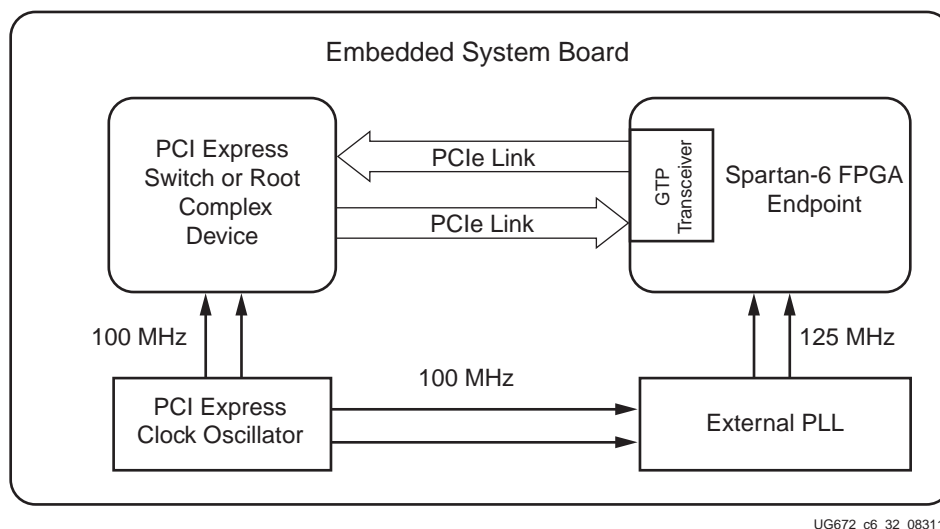 Embedded System Board
PCI Express
Switch or Root
Complex
Device
PCIe Link
PCIe Link
GTP
Transceiver
Spartan-6 FPGA
Endpoint
100 MHz
125 MHz
100 MHz
PCI Express
Clock Oscillator
External PLL